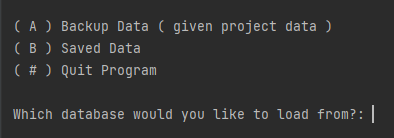 ( A ) Backup Data ( given project data )
( B ) Saved Data
( # ) Quit Program
Which database would you like to load from?: